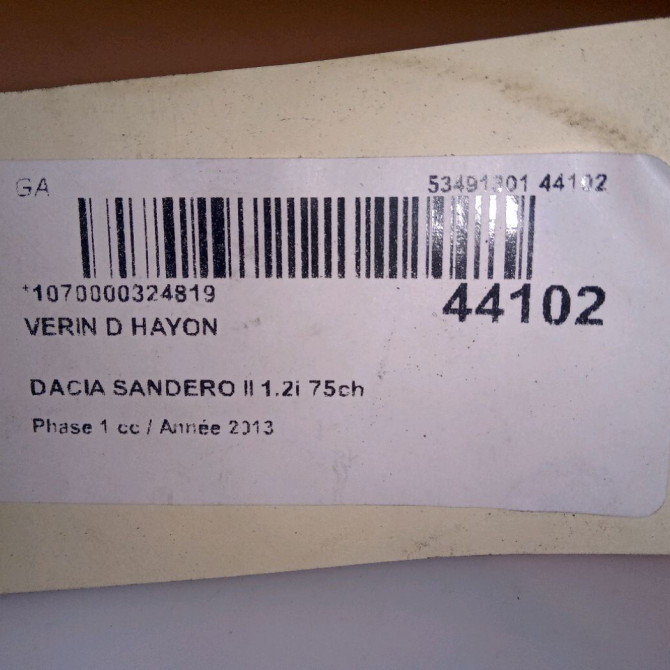 GA 53491301 44102
*1070000324819 44102
VERIN D HAYON
DACIA SANDERO II 1.2i 75ch
Phase 1 cc / Année 2013